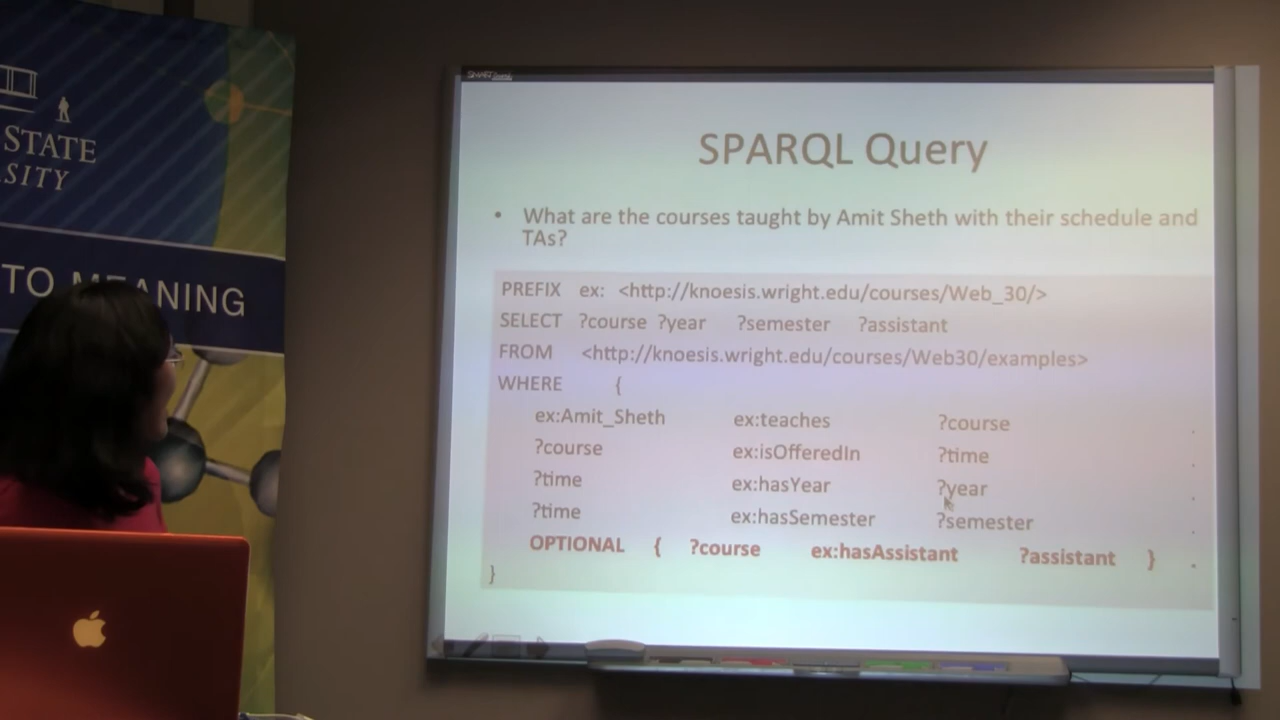 STATE
SITY
TO MEANING
SPARQL Query
• What are the courses taught by Amit Sheth with their schedule and
TAs?
PREFIX ex: <http://knoesis.wright.edu/courses/Web_30/>
SELECT ?course ?year ?semester ?assistant
FROM <http://knoesis.wright.edu/courses/Web30/examples>
WHERE {
ex:Amit_Sheth ex:teaches ?course .
?course ex:isOfferedIn ?time .
?time ex:hasYear ?year .
?time ex:hasSemester ?semester .
OPTIONAL { ?course ex:hasAssistant ?assistant } .
}